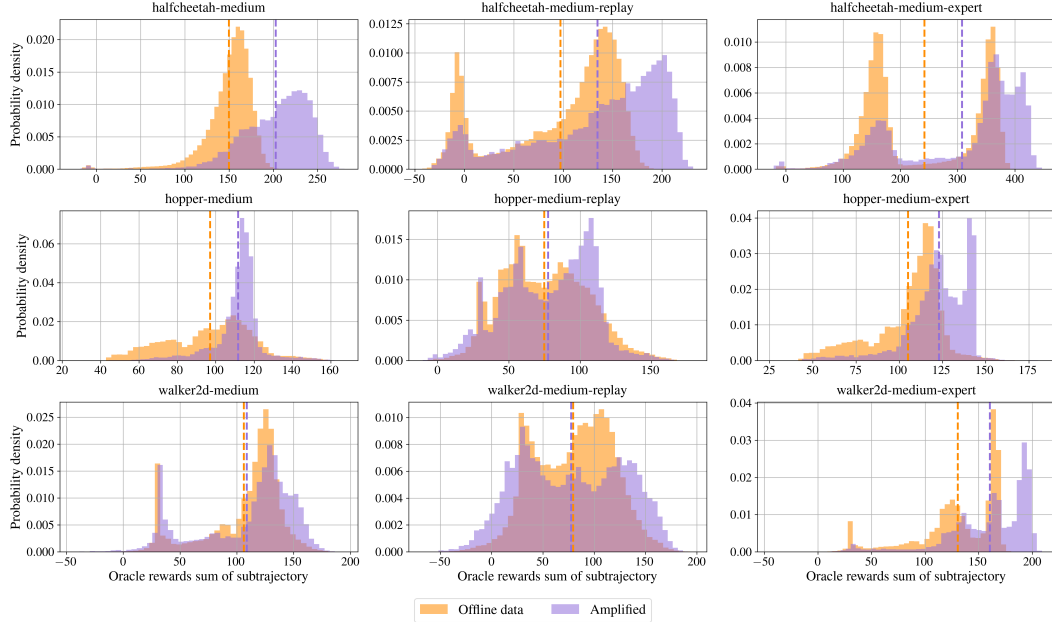 halfcheetah-medium
halfcheetah-medium-replay
halfcheetah-medium-expert
Probability density
0.020
0.015
0.010
0.005
0.000
0 50 100 150 200 250
0.0125
0.0100
0.0075
0.0050
0.0025
0.0000
−50 0 50 100 150 200
0.010
0.008
0.006
0.004
0.002
0.000
0 100 200 300 400
hopper-medium
hopper-medium-replay
hopper-medium-expert
Probability density
0.06
0.04
0.02
0.00
20 40 60 80 100 120 140 160
0.015
0.010
0.005
0.000
0 50 100 150
0.04
0.03
0.02
0.01
0.00
25 50 75 100 125 150 175
walker2d-medium
walker2d-medium-replay
walker2d-medium-expert
Probability density
0.025
0.020
0.015
0.010
0.005
0.000
−50 0 50 100 150 200
Oracle rewards sum of subtrajectory
0.010
0.008
0.006
0.004
0.002
0.000
−50 0 50 100 150 200
Oracle rewards sum of subtrajectory
0.04
0.03
0.02
0.01
0.00
−50 0 50 100 150 200
Oracle rewards sum of subtrajectory
Offline data
Amplified